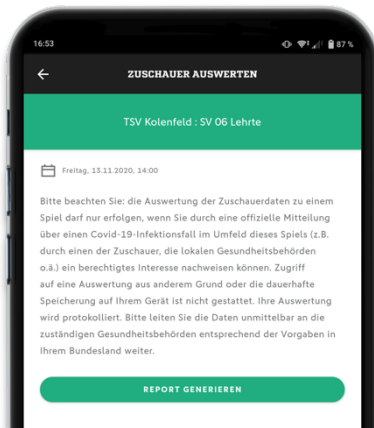 16:53
87 %
ZUSCHAUER AUSWERTEN
TSV Kolenfeld : SV 06 Lehrte
Freitag, 13.11.2020, 14:00
Bitte beachten Sie: die Auswertung der Zuschauerdaten zu einem
Spiel darf nur erfolgen, wenn Sie durch eine offizielle Mitteilung
über einen Covid-19-Infektionsfall im Umfeld dieses Spiels (z.B.
durch einen der Zuschauer, die lokalen Gesundheitsbehörden
o.ä.) ein berechtigtes Interesse nachweisen können. Zugriff
auf eine Auswertung aus anderem Grund oder die dauerhafte
Speicherung auf Ihrem Gerät ist nicht gestattet. Ihre Auswertung
wird protokolliert. Bitte leiten Sie die Daten unmittelbar an die
zuständigen Gesundheitsbehörden entsprechend der Vorgaben in
Ihrem Bundesland weiter.
REPORT GENERIEREN